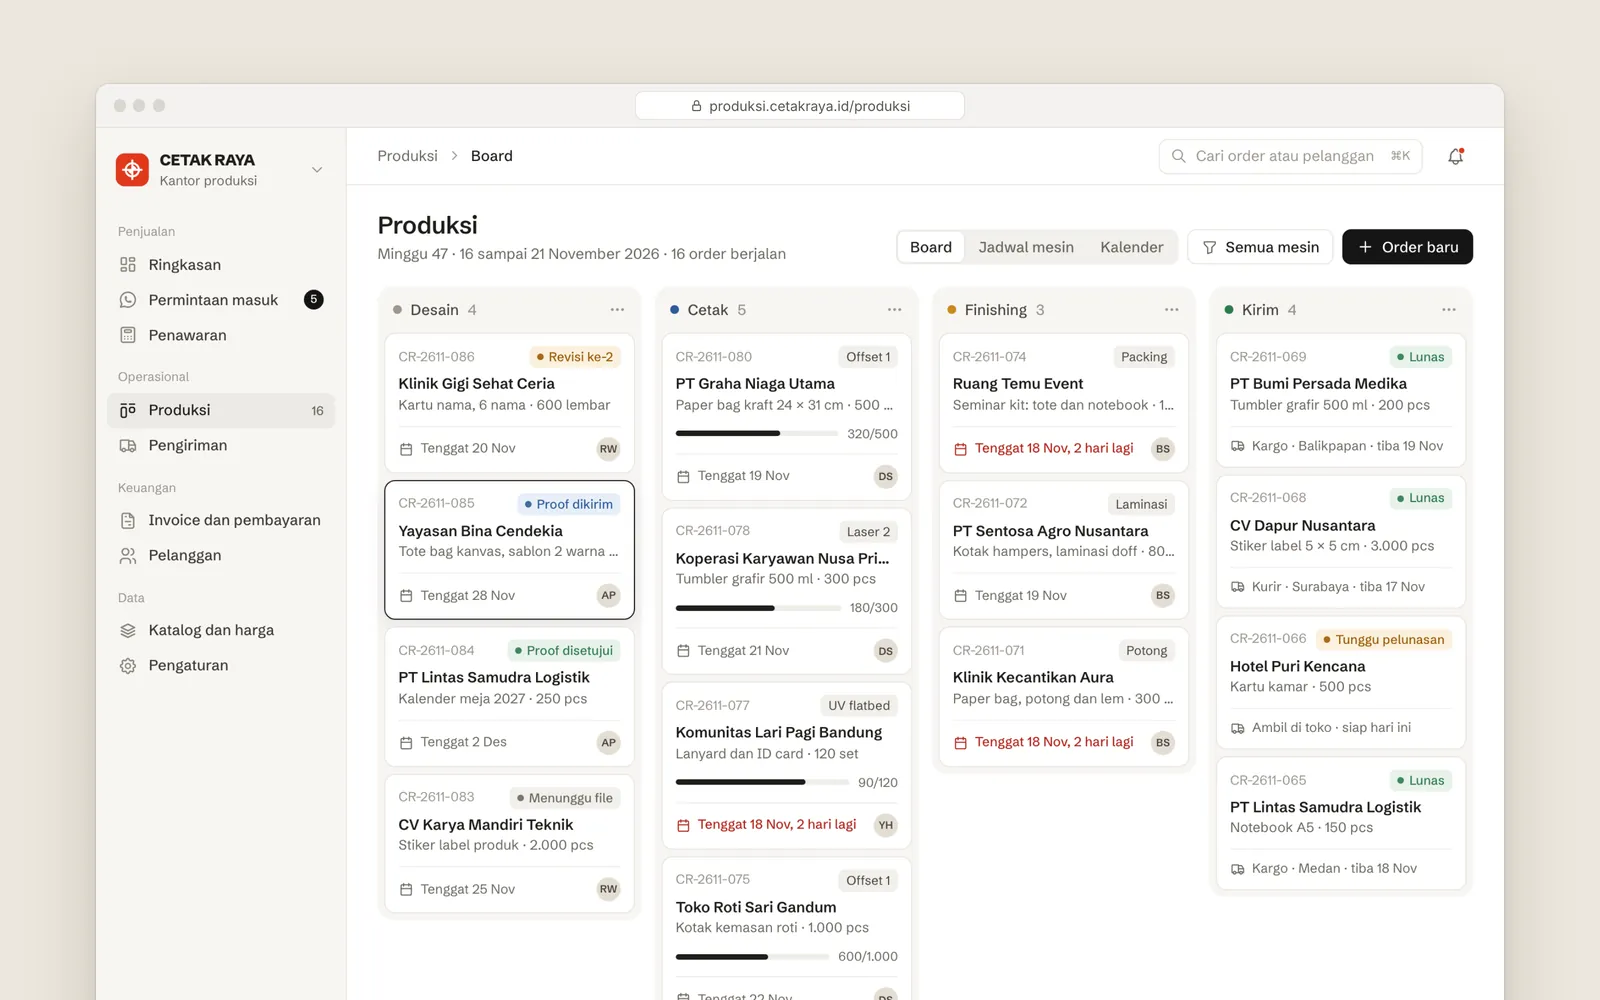 produksi.cetakraya.id/produksi
CETAK RAYA
Kantor produksi
Penjualan
Ringkasan
Permintaan masuk 5
Penawaran
Operasional
Produksi 16
Pengiriman
Keuangan
Invoice dan pembayaran
Pelanggan
Data
Katalog dan harga
Pengaturan
Produksi > Board
Cari order atau pelanggan ⌘K
Produksi
Minggu 47 · 16 sampai 21 November 2026 · 16 order berjalan
Board Jadwal mesin Kalender
Semua mesin
+ Order baru
Desain 4 ···
CR-2611-086 Revisi ke-2
Klinik Gigi Sehat Ceria
Kartu nama, 6 nama · 600 lembar
Tenggat 20 Nov RW
CR-2611-085 Proof dikirim
Yayasan Bina Cendekia
Tote bag kanvas, sablon 2 warna ...
Tenggat 28 Nov AP
CR-2611-084 Proof disetujui
PT Lintas Samudra Logistik
Kalender meja 2027 · 250 pcs
Tenggat 2 Des AP
CR-2611-083 Menunggu file
CV Karya Mandiri Teknik
Stiker label produk · 2.000 pcs
Tenggat 25 Nov RW
Cetak 5 ···
CR-2611-080 Offset 1
PT Graha Niaga Utama
Paper bag kraft 24 × 31 cm · 500 ...
320/500
Tenggat 19 Nov DS
CR-2611-078 Laser 2
Koperasi Karyawan Nusa Pri...
Tumbler grafir 500 ml · 300 pcs
180/300
Tenggat 21 Nov DS
CR-2611-077 UV flatbed
Komunitas Lari Pagi Bandung
Lanyard dan ID card · 120 set
90/120
Tenggat 18 Nov, 2 hari lagi YH
CR-2611-075 Offset 1
Toko Roti Sari Gandum
Kotak kemasan roti · 1.000 pcs
600/1.000
Tenggat 22 Nov DS
Finishing 3 ···
CR-2611-074 Packing
Ruang Temu Event
Seminar kit: tote dan notebook · 1...
Tenggat 18 Nov, 2 hari lagi BS
CR-2611-072 Laminasi
PT Sentosa Agro Nusantara
Kotak hampers, laminasi doff · 80...
Tenggat 19 Nov BS
CR-2611-071 Potong
Klinik Kecantikan Aura
Paper bag, potong dan lem · 300 ...
Tenggat 18 Nov, 2 hari lagi BS
Kirim 4 ···
CR-2611-069 Lunas
PT Bumi Persada Medika
Tumbler grafir 500 ml · 200 pcs
Kargo · Balikpapan · tiba 19 Nov
CR-2611-068 Lunas
CV Dapur Nusantara
Stiker label 5 × 5 cm · 3.000 pcs
Kurir · Surabaya · tiba 17 Nov
CR-2611-066 Tunggu pelunasan
Hotel Puri Kencana
Kartu kamar · 500 pcs
Ambil di toko · siap hari ini
CR-2611-065 Lunas
PT Lintas Samudra Logistik
Notebook A5 · 150 pcs
Kargo · Medan · tiba 18 Nov